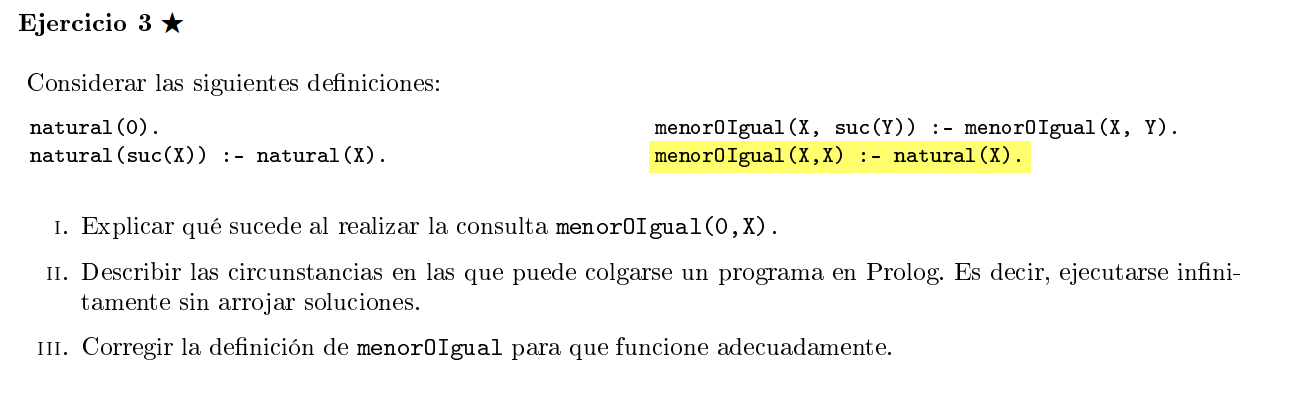 Ejercicio 3 ★
Considerar las siguientes definiciones:
natural(0).
natural(suc(X)) :- natural(X).
menorOIgual(X, suc(Y)) :- menorOIgual(X, Y).
menorOIgual(X,X) :- natural(X).
I. Explicar qué sucede al realizar la consulta menorOIgual(0,X).
II. Describir las circunstancias en las que puede colgarse un programa en Prolog. Es decir, ejecutarse infini-
tamente sin arrojar soluciones.
III. Corregir la definición de menorOIgual para que funcione adecuadamente.